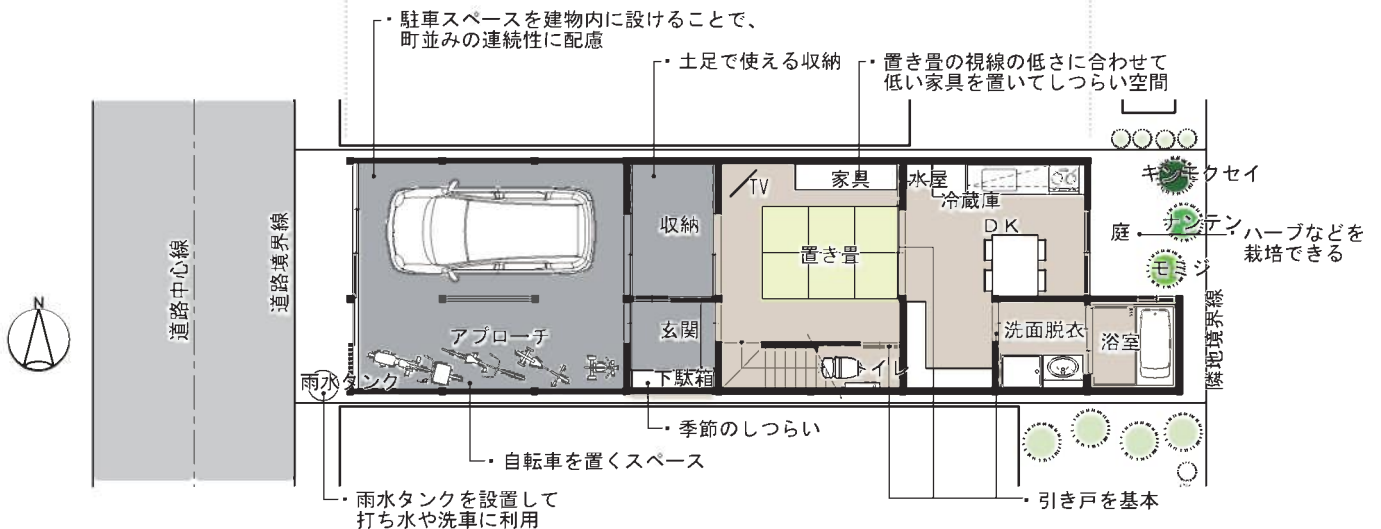 ・駐車スペースを建物内に設けることで、
町並みの連続性に配慮
・土足で使える収納
・置き畳の視線の低さに合わせて
低い家具を置いてしつらい空間
道路中心線
道路境界線
N
TV
家具
水屋
冷蔵庫
DK
キンモクセイ
ナンテン
モミジ
庭
・ハーブなどを
栽培できる
収納
置き畳
アプローチ
玄関
下駄箱
トイレ
洗面脱衣
浴室
隣地境界線
雨水タンク
・季節のしつらい
・自転車を置くスペース
・雨水タンクを設置して
打ち水や洗車に利用
・引き戸を基本